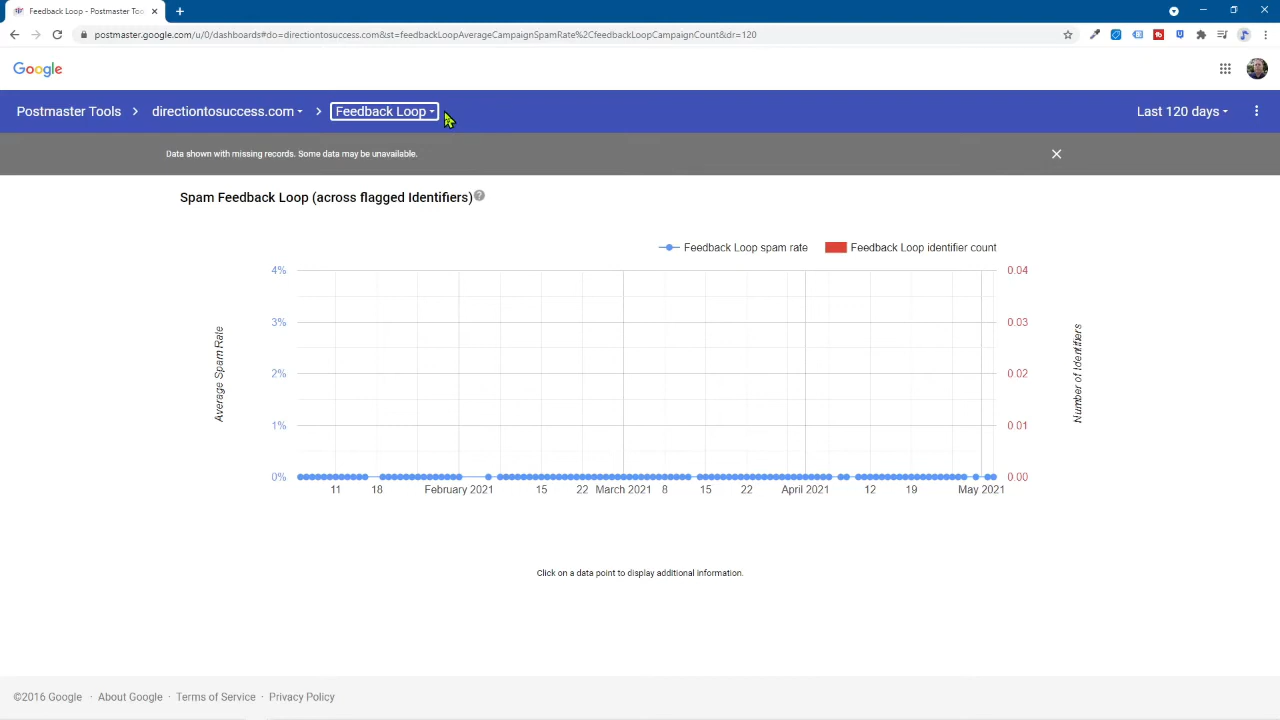 Feedback Loop - Postmaster Tools
postmaster.google.com/u/0/dashboards#do=directiontosuccess.com&st=feedbackLoopAverageCampaignSpamRate%2CfeedbackLoopCampaignCount&dr=120
Google
Postmaster Tools
directiontosuccess.com
Feedback Loop
Last 120 days
Data shown with missing records. Some data may be unavailable.
Spam Feedback Loop (across flagged Identifiers)
Feedback Loop spam rate
Feedback Loop identifier count
4%
3%
2%
1%
0%
Average Spam Rate
0.04
0.03
0.02
0.01
0.00
Number of Identifiers
11 18 February 2021 15 22 March 2021 8 15 22 April 2021 12 19 May 2021
Click on a data point to display additional information.
©2016 Google · About Google · Terms of Service · Privacy Policy